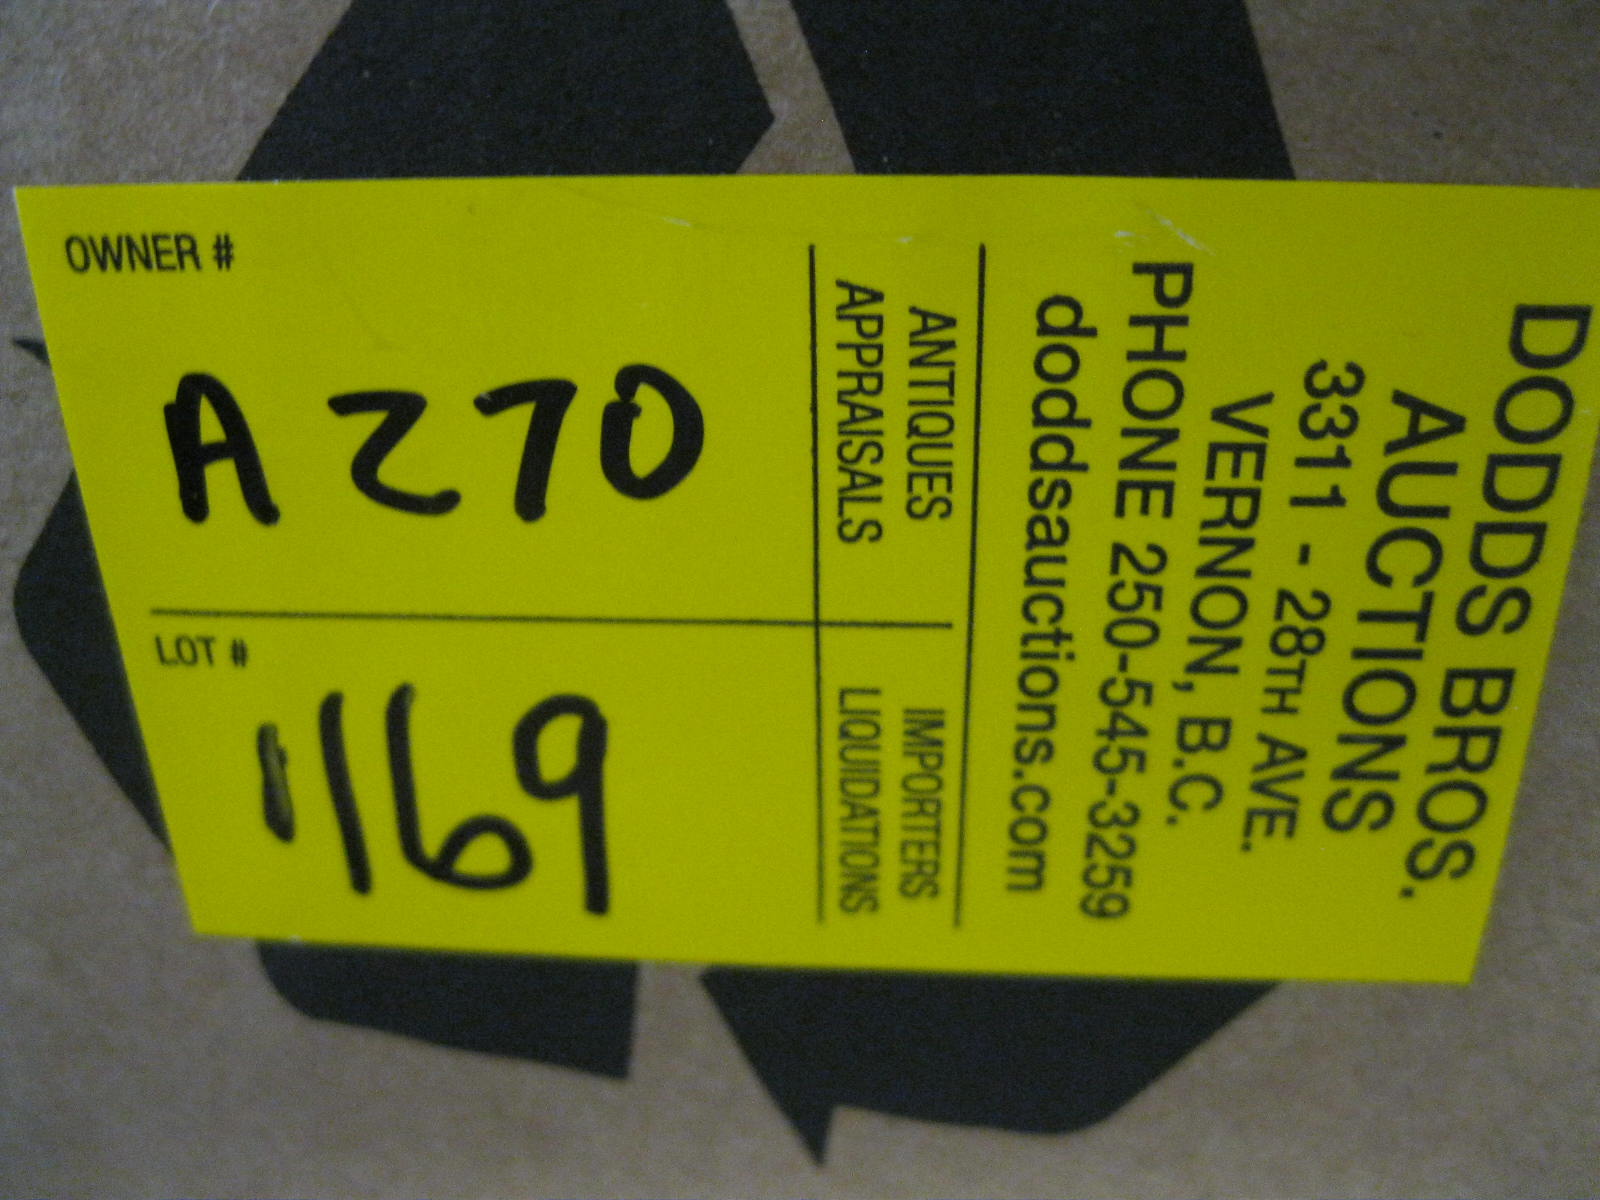 DODDS BROS.
AUCTIONS
3311 - 28TH AVE.
VERNON, B.C.
PHONE 250-545-3259
doddsauctions.com
ANTIQUES IMPORTERS
APPRAISALS LIQUIDATIONS
OWNER #
A 270
LOT #
1169